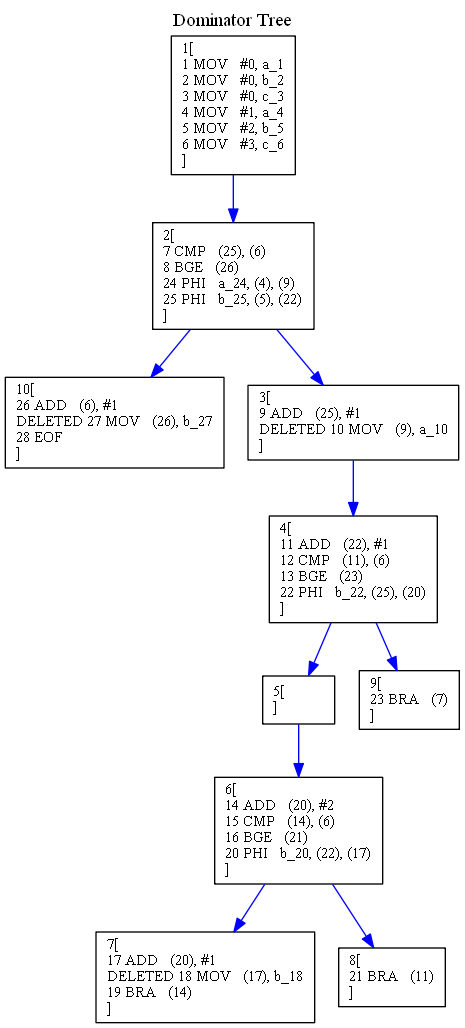 Dominator Tree
1[
1 MOV #0, a_1
2 MOV #0, b_2
3 MOV #0, c_3
4 MOV #1, a_4
5 MOV #2, b_5
6 MOV #3, c_6
]
2[
7 CMP (25), (6)
8 BGE (26)
24 PHI a_24, (4), (9)
25 PHI b_25, (5), (22)
]
10[
26 ADD (6), #1
DELETED 27 MOV (26), b_27
28 EOF
]
3[
9 ADD (25), #1
DELETED 10 MOV (9), a_10
]
4[
11 ADD (22), #1
12 CMP (11), (6)
13 BGE (23)
22 PHI b_22, (25), (20)
]
5[
]
9[
23 BRA (7)
]
6[
14 ADD (20), #2
15 CMP (14), (6)
16 BGE (21)
20 PHI b_20, (22), (17)
]
7[
17 ADD (20), #1
DELETED 18 MOV (17), b_18
19 BRA (14)
]
8[
21 BRA (11)
]